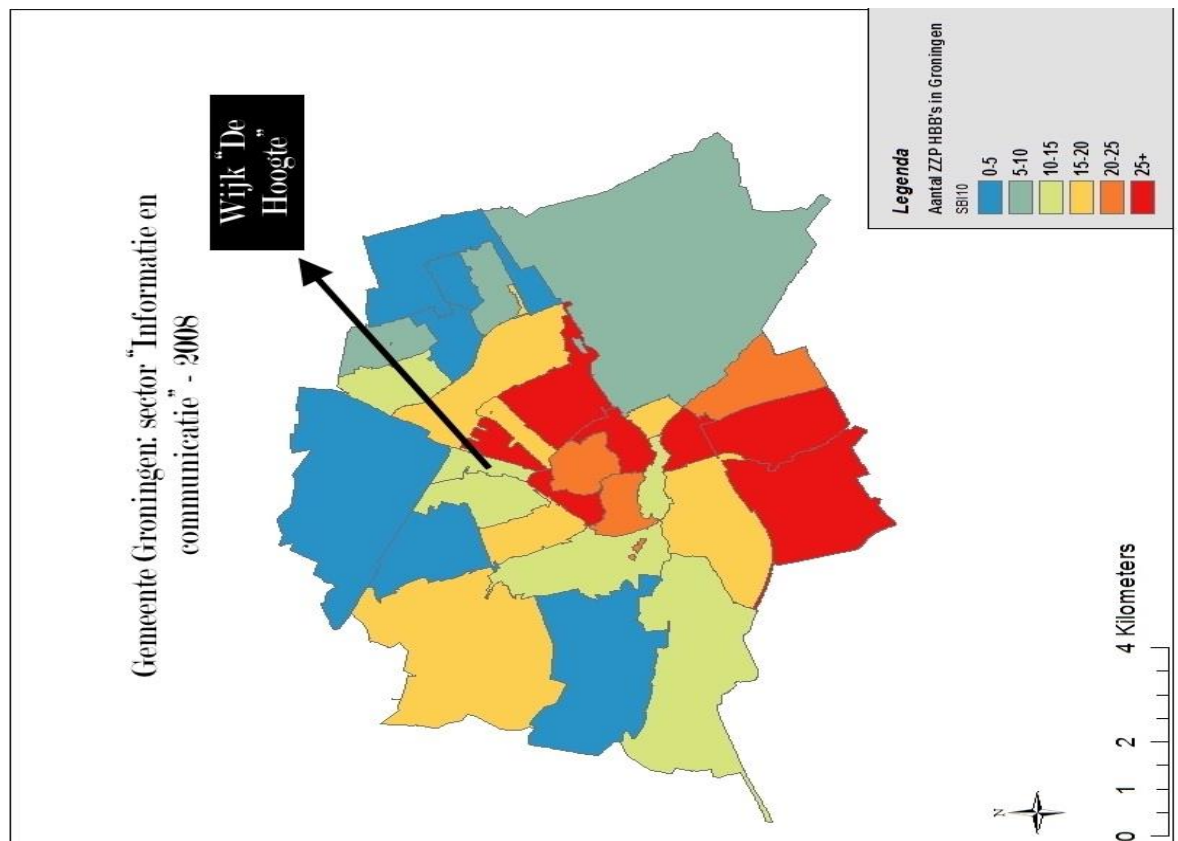 Gemeente Groningen: sector “Informatie en
communicatie” - 2008
Wijk “De
Hoogte”
Legenda
Aantal ZZP HBB's in Groningen
SBI10
0-5
5-10
10-15
15-20
20-25
25+
N
0 1 2 4 Kilometers